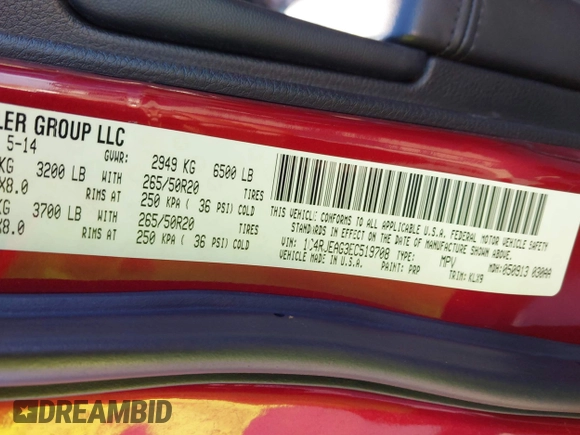 LER GROUP LLC
5-14 GVWR: 2949 KG 6500 LB
KG 3200 LB WITH 265/50R20 TIRES
X8.0 RIMS AT 250 KPA ( 36 PSI) COLD
KG 3700 LB WITH 265/50R20 TIRES
X8.0 RIMS AT 250 KPA ( 36 PSI) COLD
THIS VEHICLE CONFORMS TO ALL APPLICABLE U.S.A. FEDERAL MOTOR VEHICLE SAFETY
STANDARDS IN EFFECT ON THE DATE OF MANUFACTURE SHOWN ABOVE.
VIN: 1C4RJEAG3EC519708 TYPE: MPV
VEHICLE MADE IN U.S.A. PAINT: PRP MDH: 050913 030AA
TRIM: KLX9
DREAMBID